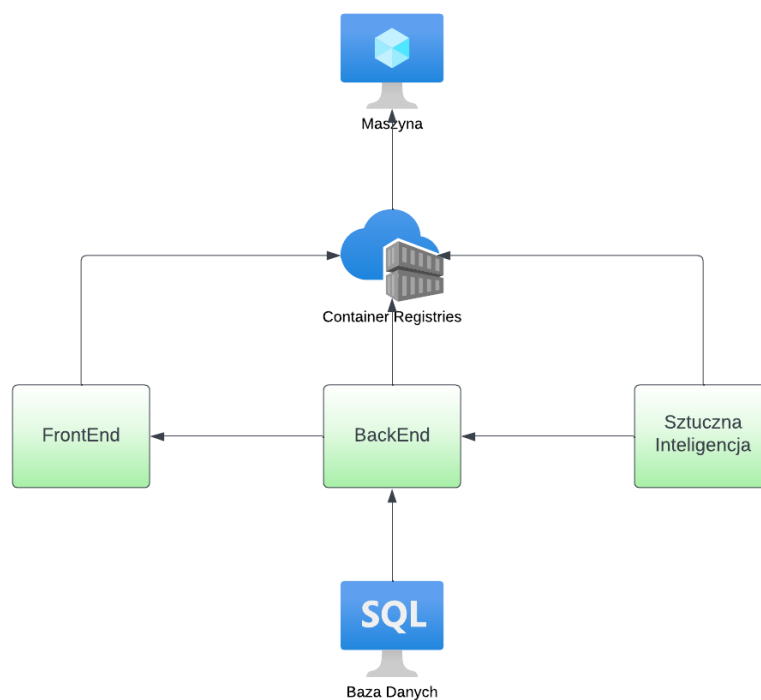 Maszyna
Container Registries
FrontEnd
BackEnd
Sztuczna
Inteligencja
SQL
Baza Danych